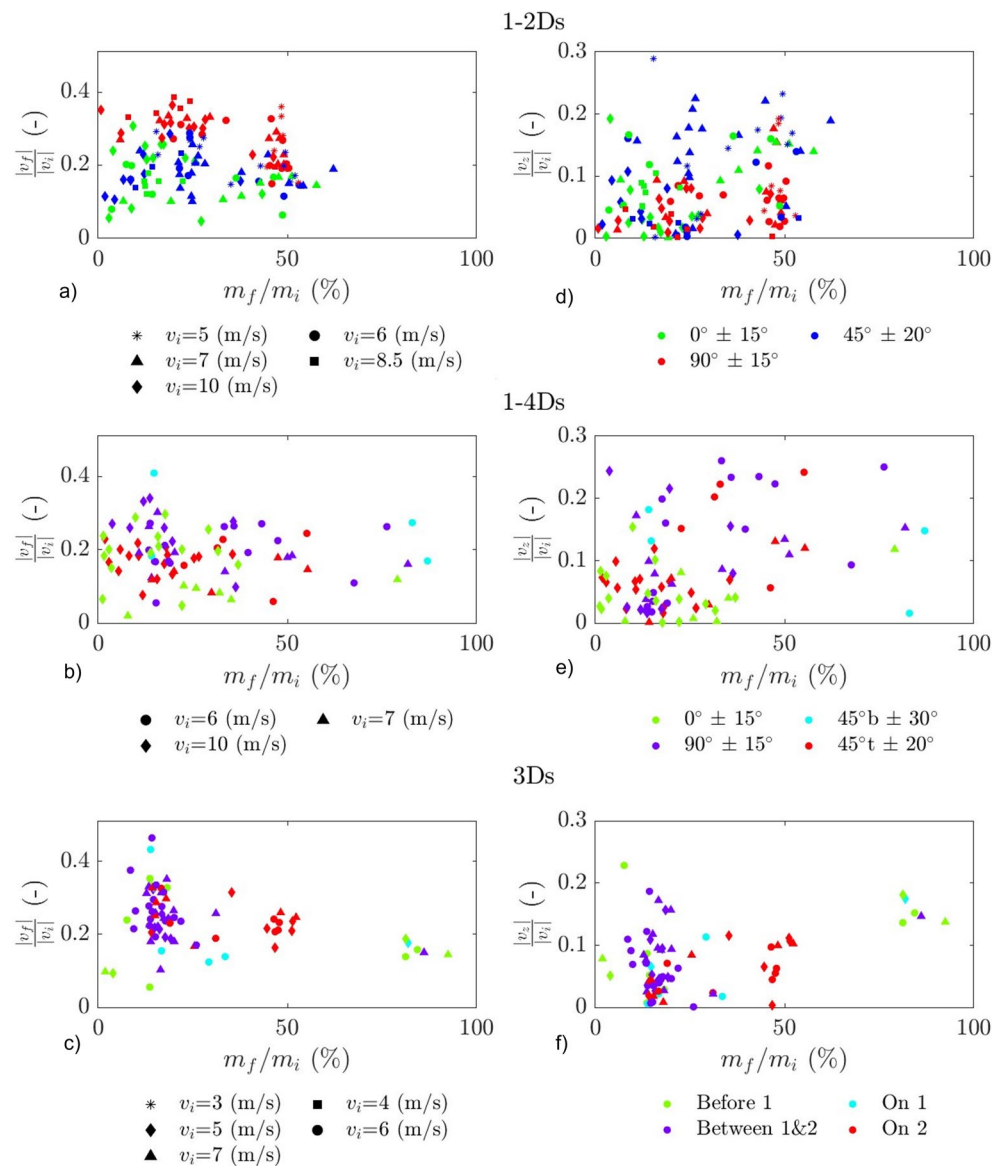 1-2Ds
|v_f|/|v_i| (-)
0.4
0.2
0
0 50 100
m_f/m_i (%)
a)
|v_z|/|v_i| (-)
0.3
0.2
0.1
0
0 50 100
m_f/m_i (%)
d)
v_i=5 (m/s) v_i=6 (m/s)
v_i=7 (m/s) v_i=8.5 (m/s)
v_i=10 (m/s)
0° ± 15° 45° ± 20°
90° ± 15°
1-4Ds
|v_f|/|v_i| (-)
0.4
0.2
0
0 50 100
m_f/m_i (%)
b)
|v_z|/|v_i| (-)
0.3
0.2
0.1
0
0 50 100
m_f/m_i (%)
e)
v_i=6 (m/s) v_i=7 (m/s)
v_i=10 (m/s)
0° ± 15° 45°b ± 30°
90° ± 15° 45°t ± 20°
3Ds
|v_f|/|v_i| (-)
0.4
0.2
0
0 50 100
m_f/m_i (%)
c)
|v_z|/|v_i| (-)
0.3
0.2
0.1
0
0 50 100
m_f/m_i (%)
f)
v_i=3 (m/s) v_i=4 (m/s)
v_i=5 (m/s) v_i=6 (m/s)
v_i=7 (m/s)
Before 1 On 1
Between 1&2 On 2